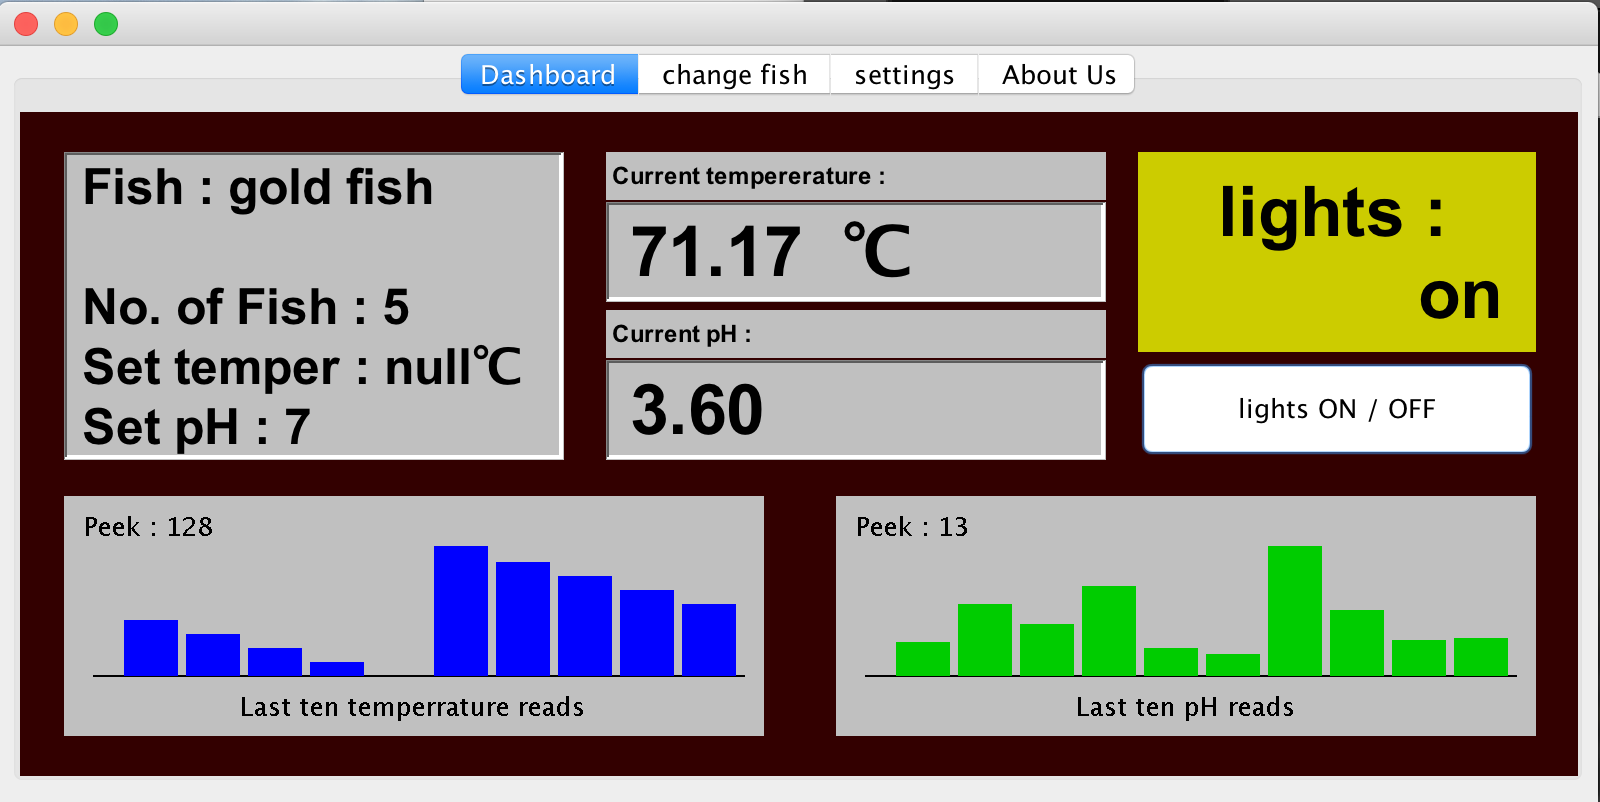 Dashboard
change fish
settings
About Us
Fish : gold fish
No. of Fish : 5
Set temper : null℃
Set pH : 7
Current tempererature :
71.17 ℃
Current pH :
3.60
lights :
on
lights ON / OFF
Peek : 128
Last ten temperrature reads
Peek : 13
Last ten pH reads